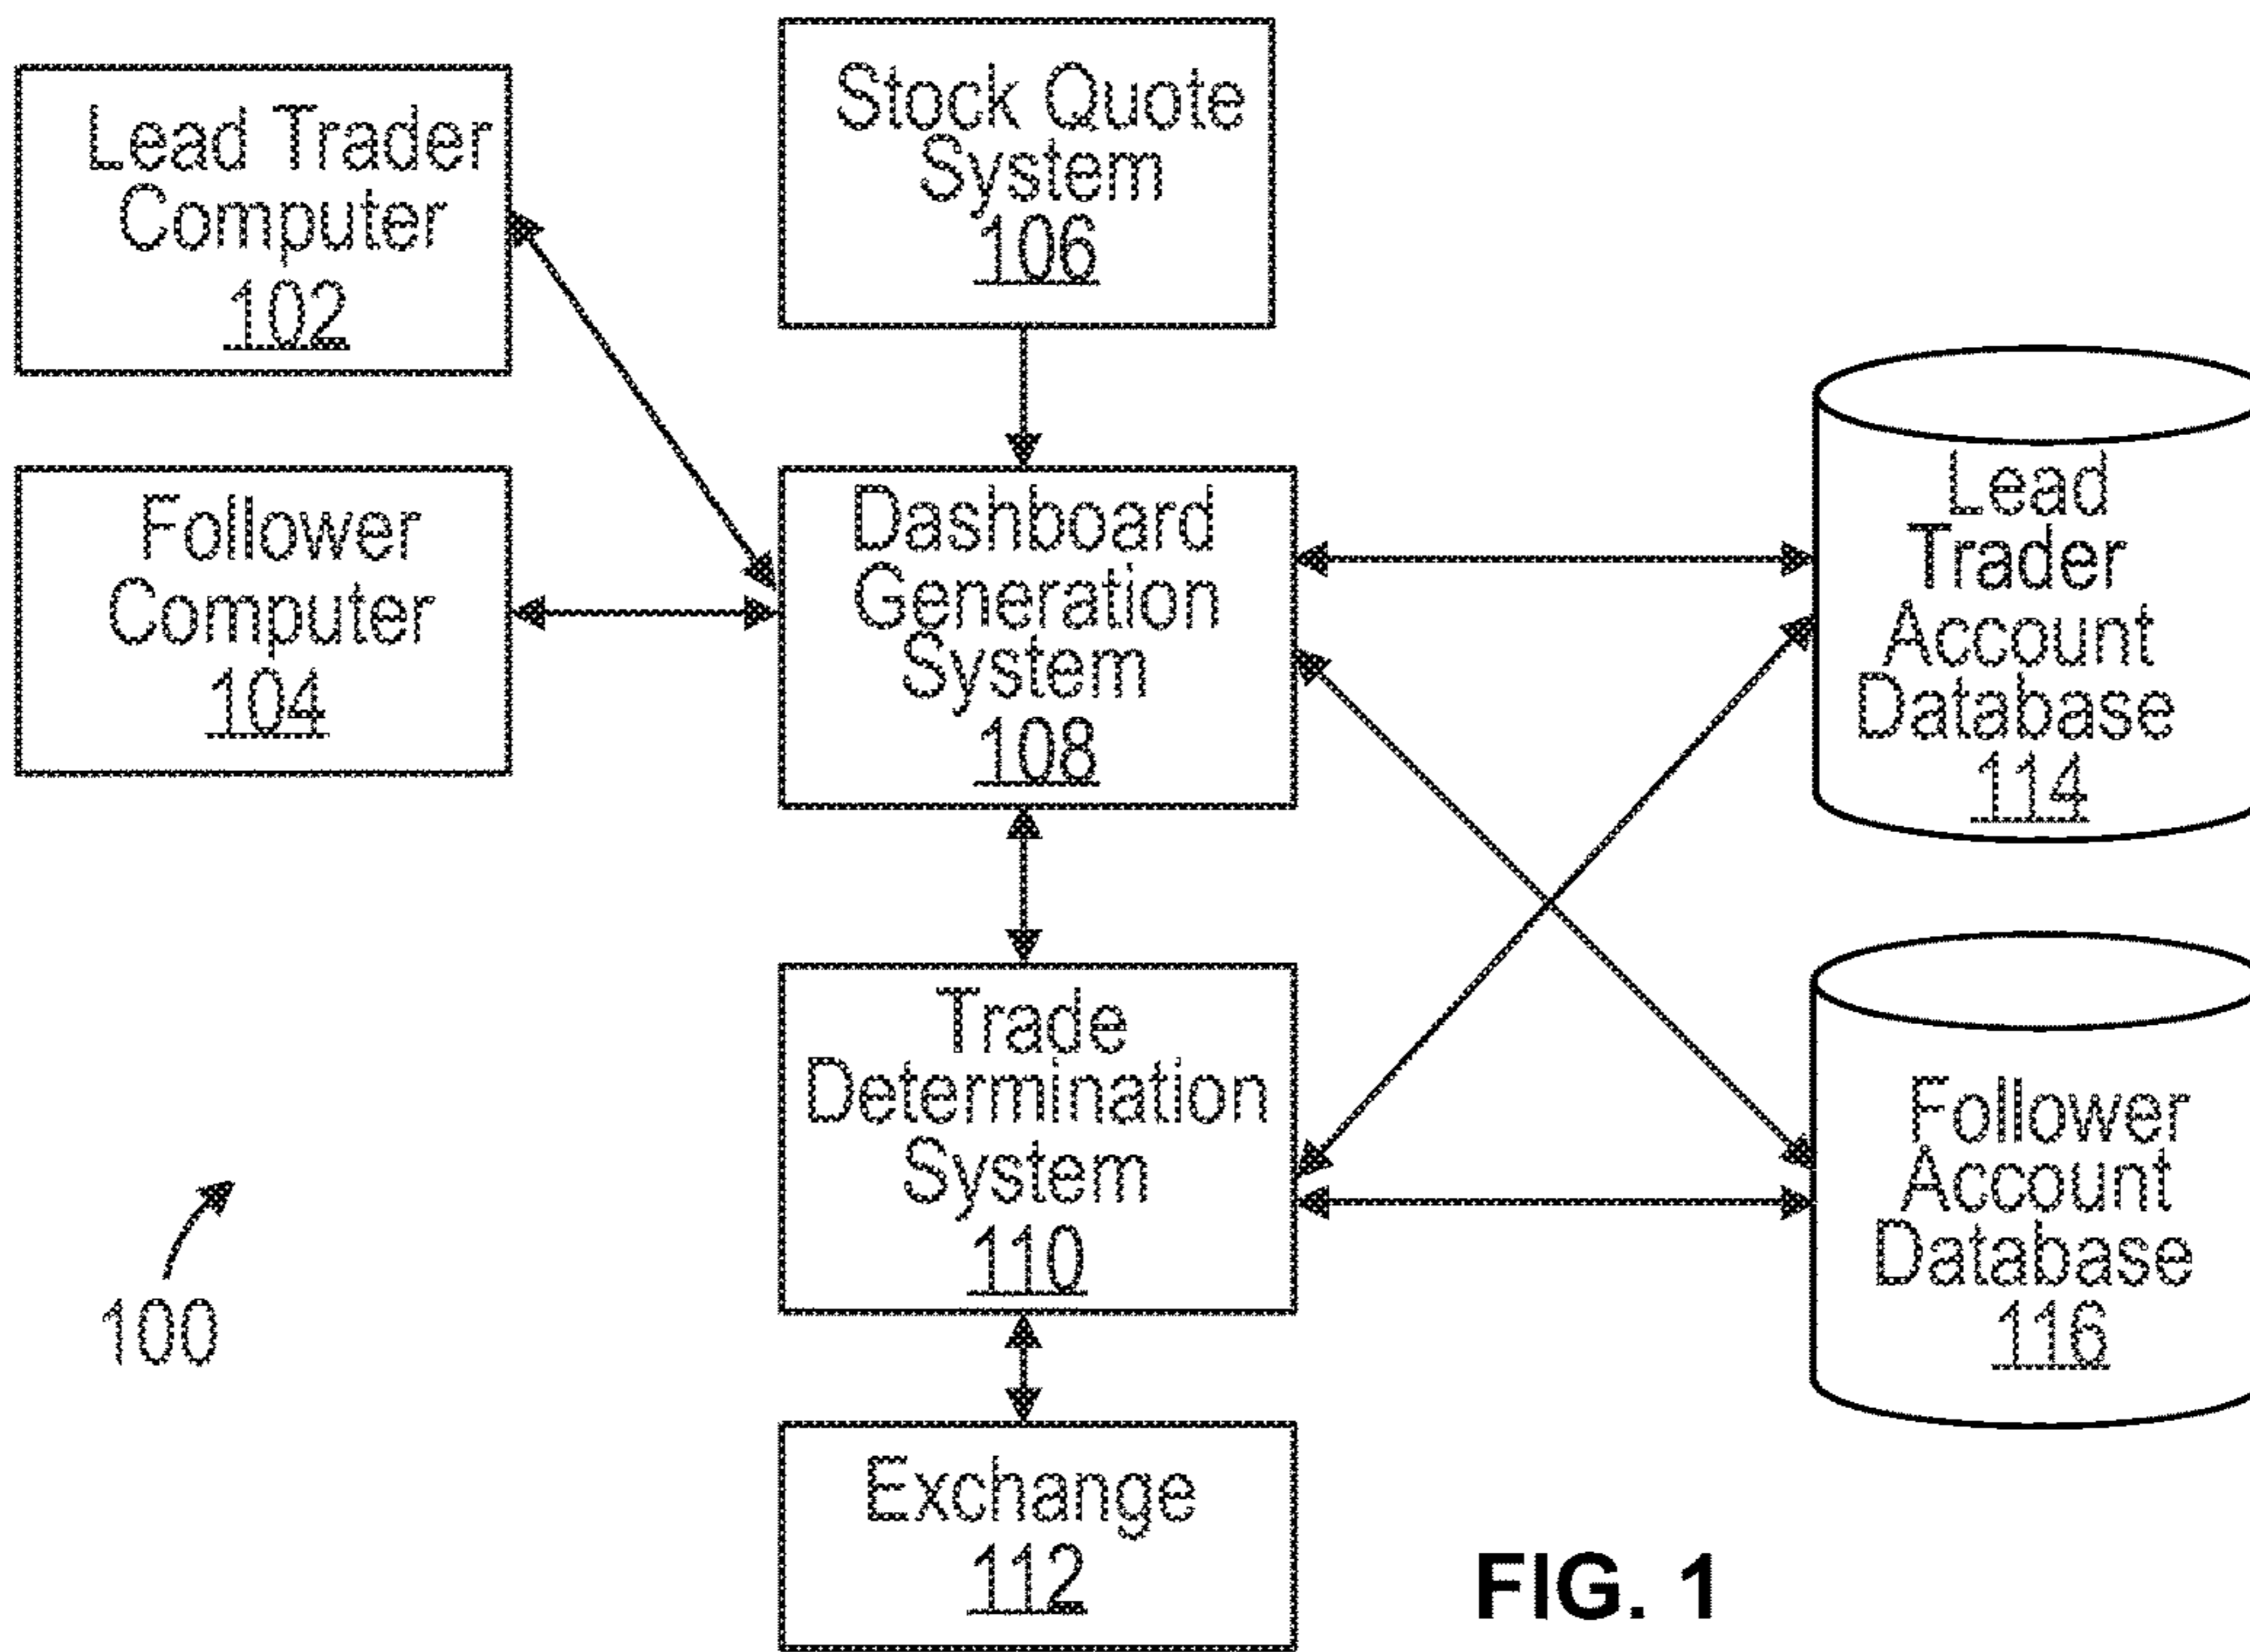 Lead Trader
Computer
102
Stock Quote
System
106
Follower
Computer
104
Dashboard
Generation
System
108
Lead
Trader
Account
Database
114
Trade
Determination
System
110
Follower
Account
Database
116
100
Exchange
112
FIG. 1